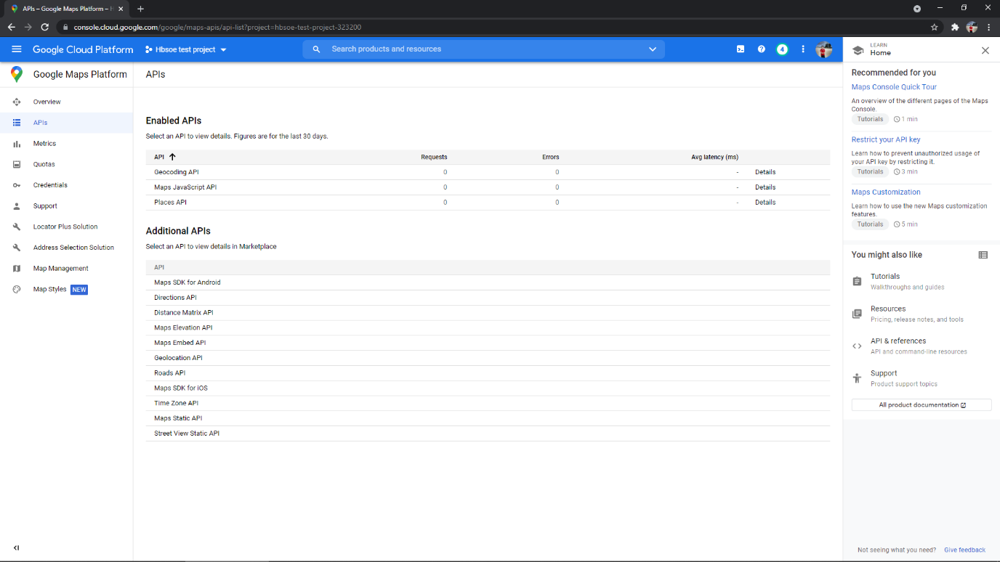 APIs – Google Maps Platform – H
console.cloud.google.com/google/maps-apis/api-list?project=hbsoe-test-project-323200
Google Cloud Platform
Hbsoe test project
Search products and resources
4
LEARN
Home
Google Maps Platform
APIs
Overview
APIs
Metrics
Quotas
Credentials
Support
Locator Plus Solution
Address Selection Solution
Map Management
Map Styles NEW
Enabled APIs
Select an API to view details. Figures are for the last 30 days.
API Requests Errors Avg latency (ms)
Geocoding API 0 0 - Details
Maps JavaScript API 0 0 - Details
Places API 0 0 - Details
Additional APIs
Select an API to view details in Marketplace
API
Maps SDK for Android
Directions API
Distance Matrix API
Maps Elevation API
Maps Embed API
Geolocation API
Roads API
Maps SDK for iOS
Time Zone API
Maps Static API
Street View Static API
Recommended for you
Maps Console Quick Tour
An overview of the different pages of the Maps
Console.
Tutorials 1 min
Restrict your API key
Learn how to prevent unauthorized usage of
your API key by restricting it.
Tutorials 3 min
Maps Customization
Learn how to use the new Maps customization
features.
Tutorials 5 min
You might also like
Tutorials
Walkthroughs and guides
Resources
Pricing, release notes, and tools
API & references
API and command-line resources
Support
Product support topics
All product documentation
Not seeing what you need? Give feedback